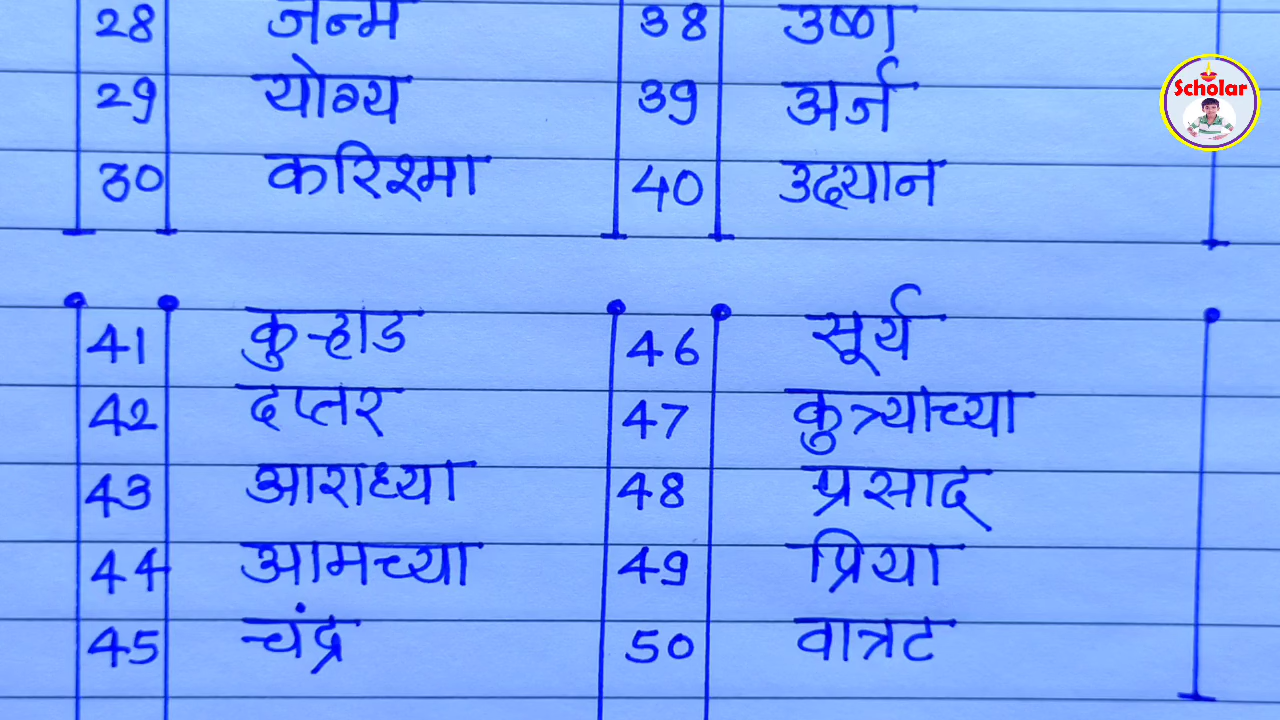 28 जन्म 38 उष्ण
29 योग्य 39 अर्ज
30 करिश्मा 40 उदयान
41 कुऱ्हाड 46 सूर्य
42 दप्तर 47 कुत्र्याच्या
43 आराध्या 48 प्रसाद
44 आमच्या 49 प्रिया
45 चंद्र 50 वात्रट
Scholar